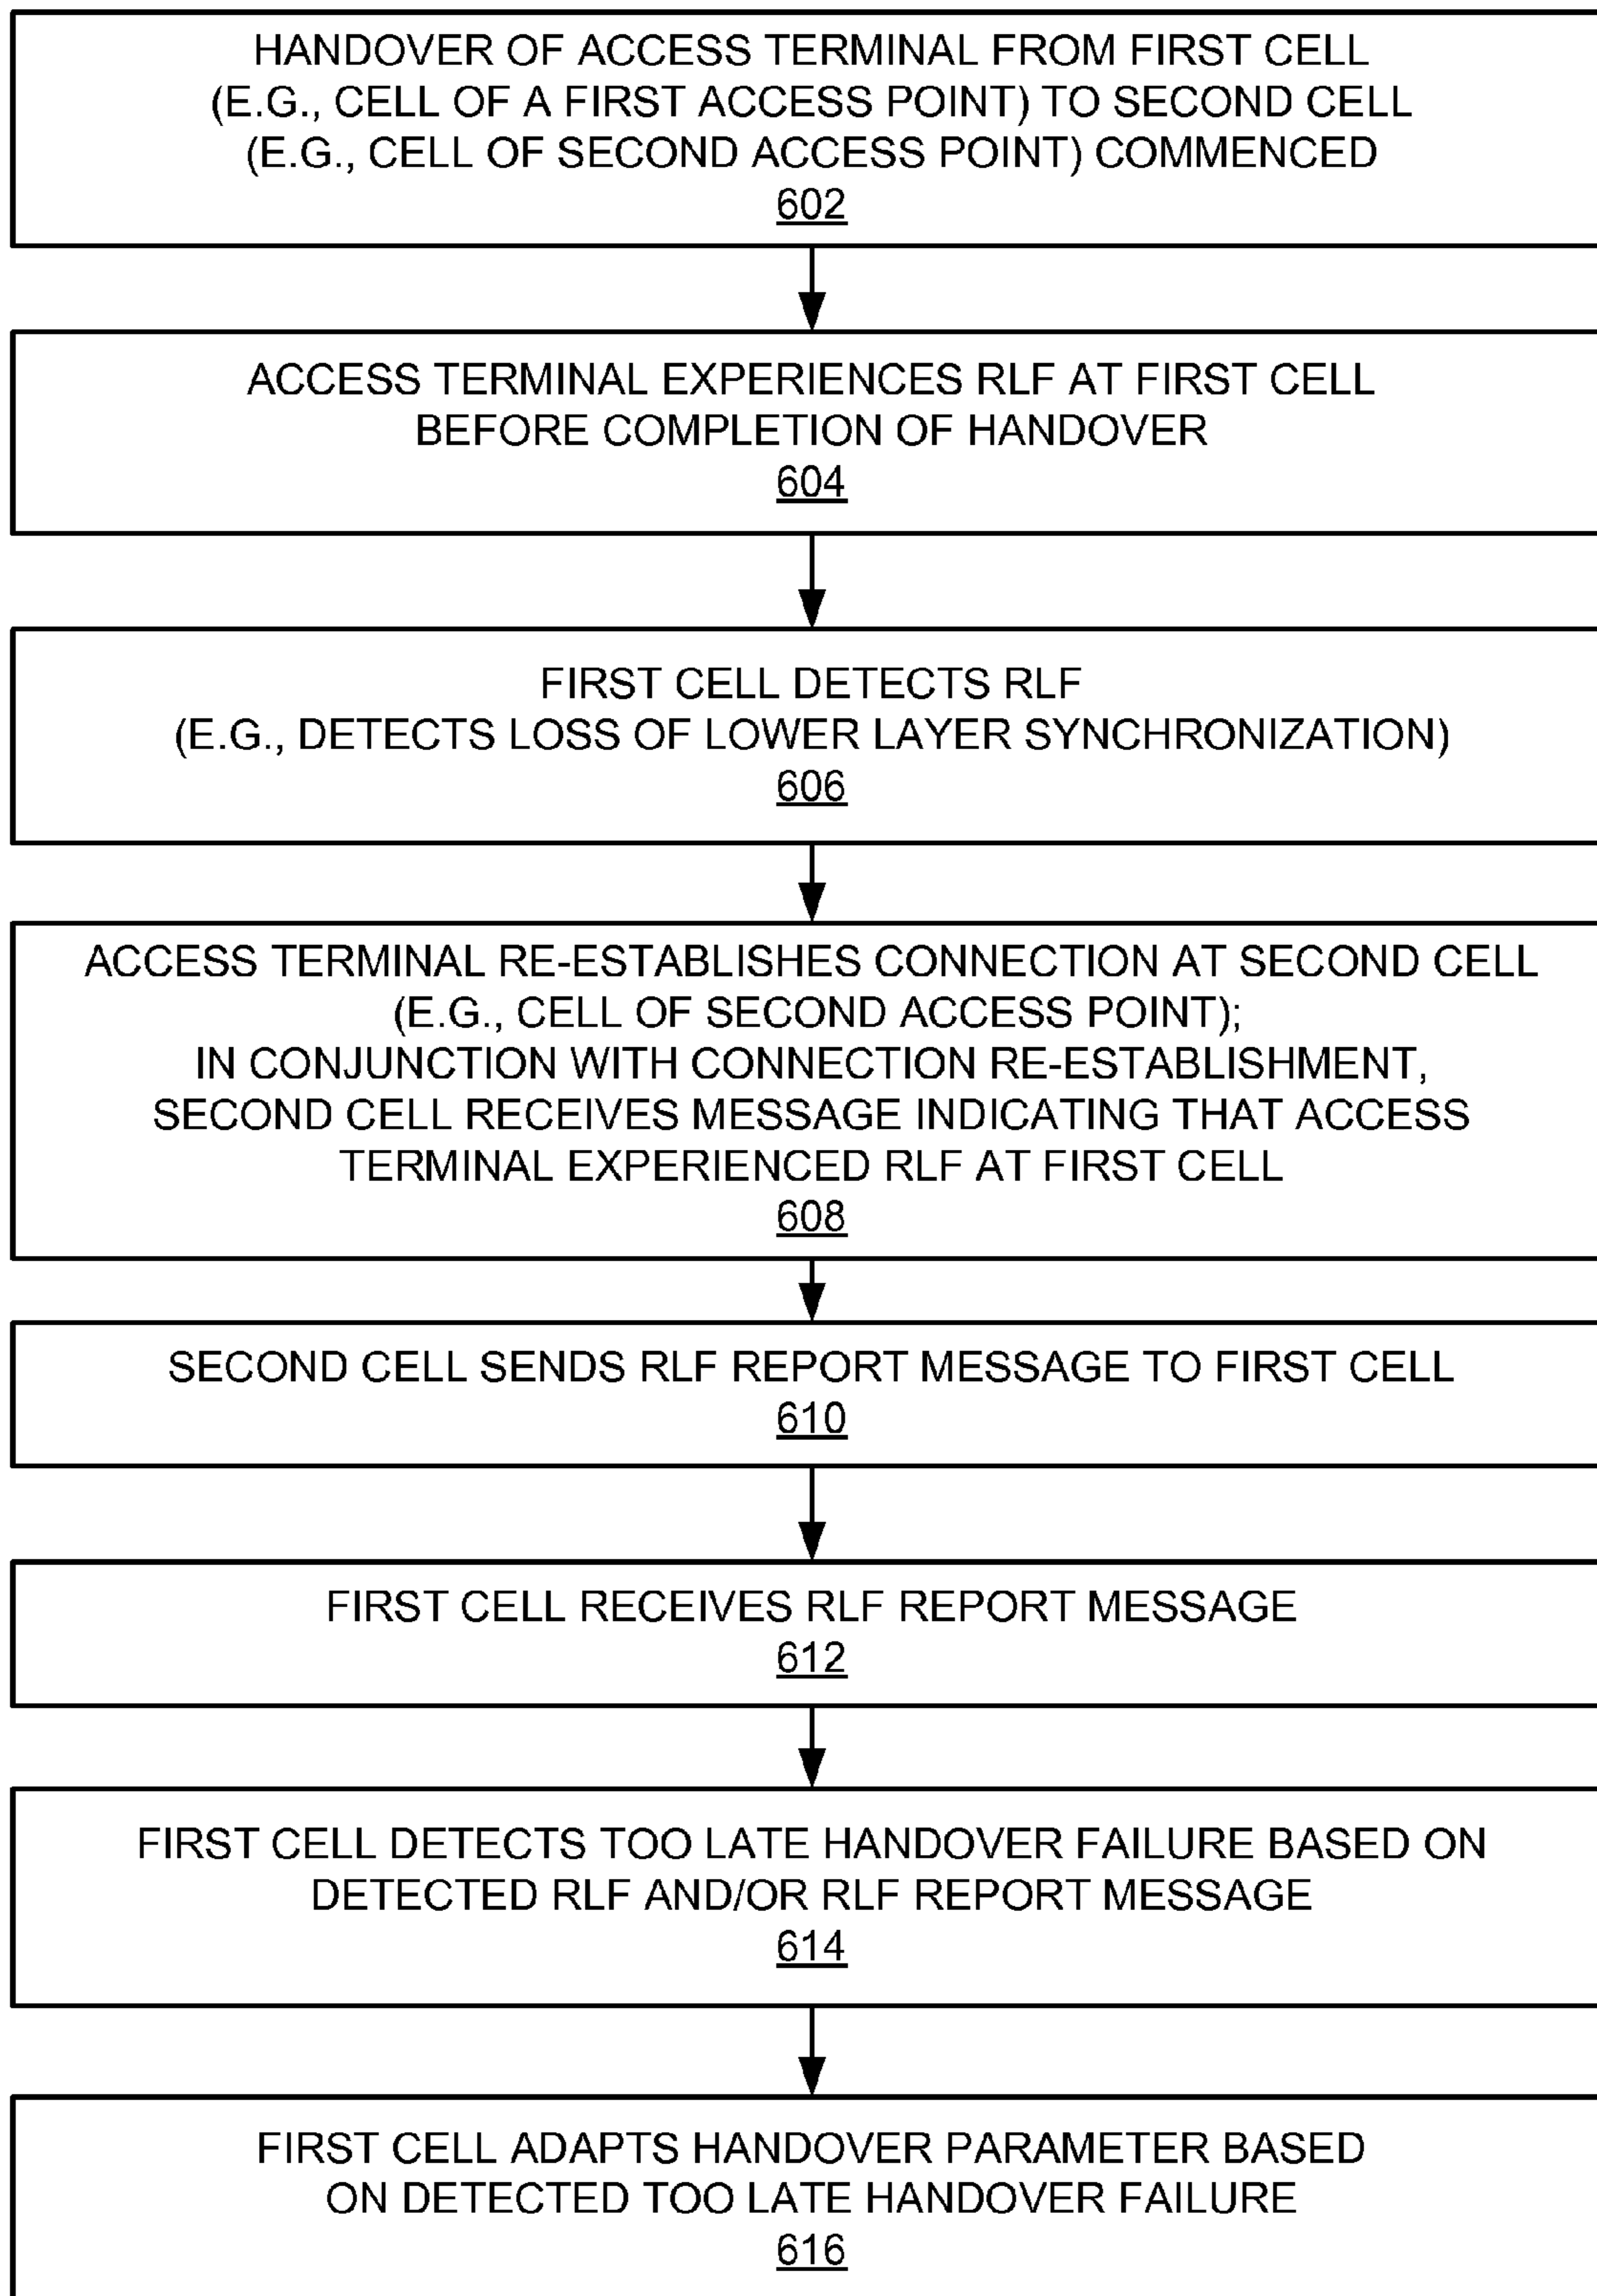 HANDOVER OF ACCESS TERMINAL FROM FIRST CELL
(E.G., CELL OF A FIRST ACCESS POINT) TO SECOND CELL
(E.G., CELL OF SECOND ACCESS POINT) COMMENCED
602
ACCESS TERMINAL EXPERIENCES RLF AT FIRST CELL
BEFORE COMPLETION OF HANDOVER
604
FIRST CELL DETECTS RLF
(E.G., DETECTS LOSS OF LOWER LAYER SYNCHRONIZATION)
606
ACCESS TERMINAL RE-ESTABLISHES CONNECTION AT SECOND CELL
(E.G., CELL OF SECOND ACCESS POINT);
IN CONJUNCTION WITH CONNECTION RE-ESTABLISHMENT,
SECOND CELL RECEIVES MESSAGE INDICATING THAT ACCESS
TERMINAL EXPERIENCED RLF AT FIRST CELL
608
SECOND CELL SENDS RLF REPORT MESSAGE TO FIRST CELL
610
FIRST CELL RECEIVES RLF REPORT MESSAGE
612
FIRST CELL DETECTS TOO LATE HANDOVER FAILURE BASED ON
DETECTED RLF AND/OR RLF REPORT MESSAGE
614
FIRST CELL ADAPTS HANDOVER PARAMETER BASED
ON DETECTED TOO LATE HANDOVER FAILURE
616